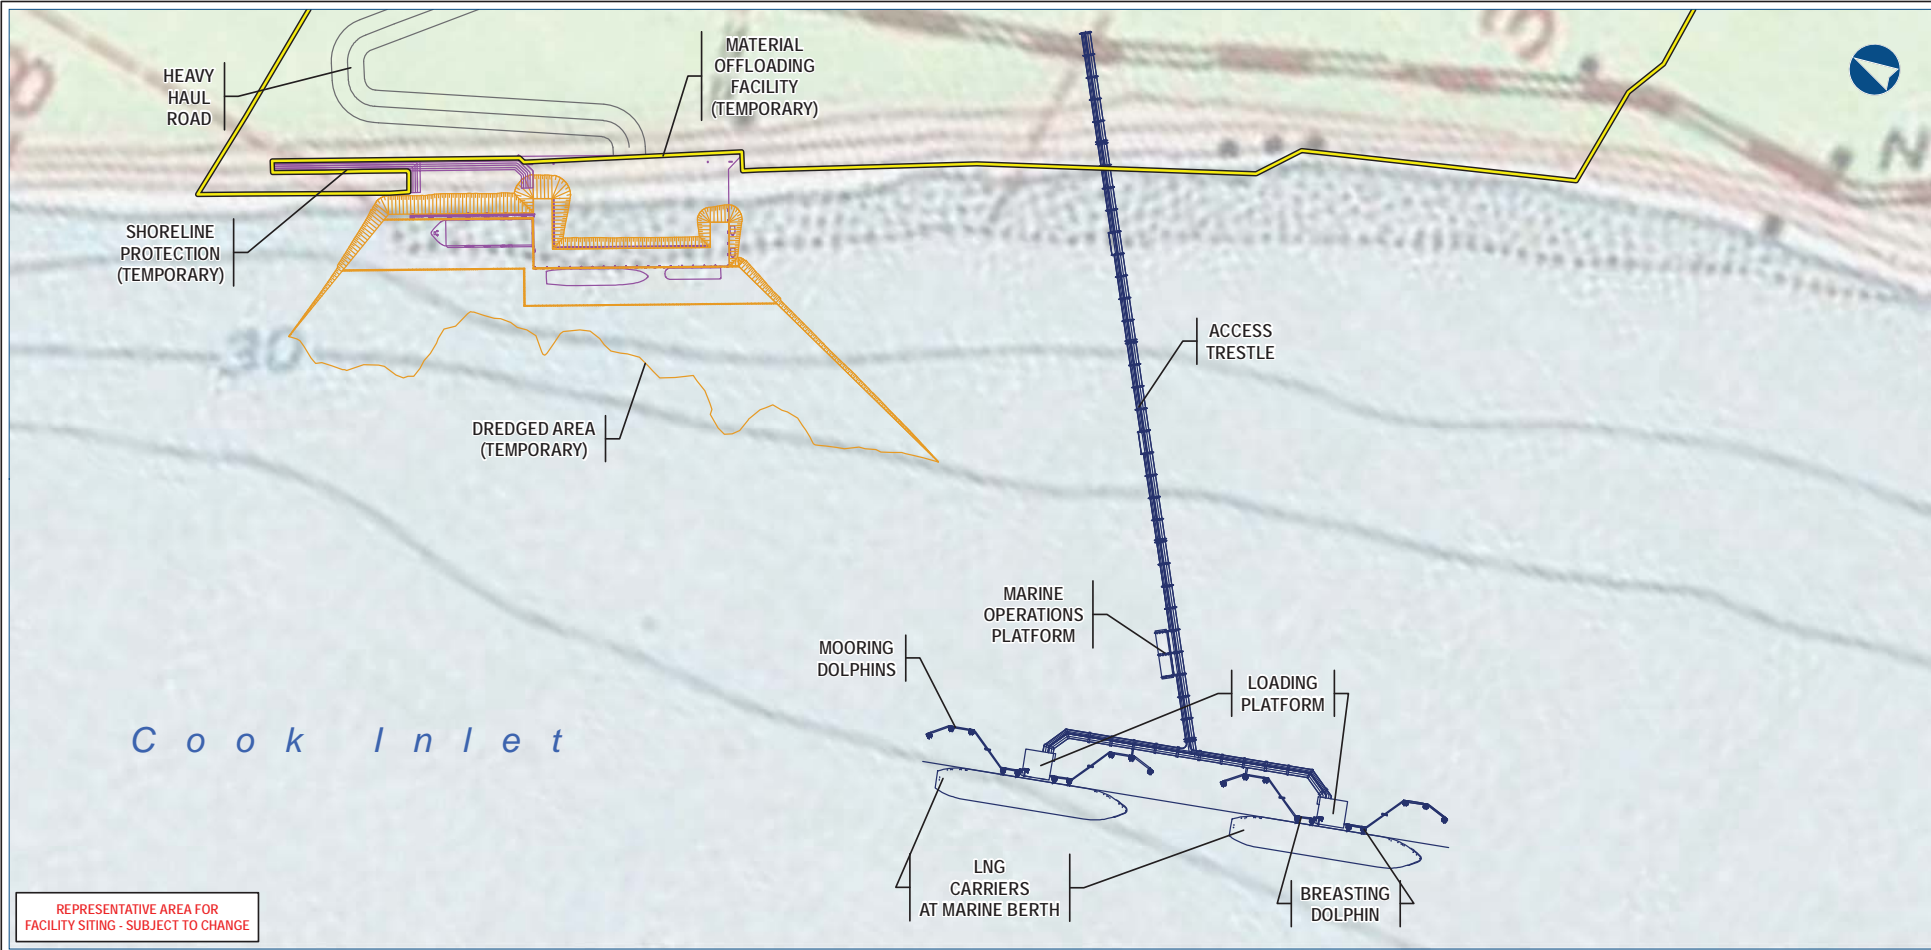 HEAVY
HAUL
ROAD
MATERIAL
OFFLOADING
FACILITY
(TEMPORARY)
N
SHORELINE
PROTECTION
(TEMPORARY)
30
ACCESS
TRESTLE
DREDGED AREA
(TEMPORARY)
MARINE
OPERATIONS
PLATFORM
MOORING
DOLPHINS
LOADING
PLATFORM
Cook Inlet
LNG
CARRIERS
AT MARINE BERTH
BREASTING
DOLPHIN
REPRESENTATIVE AREA FOR
FACILITY SITING - SUBJECT TO CHANGE